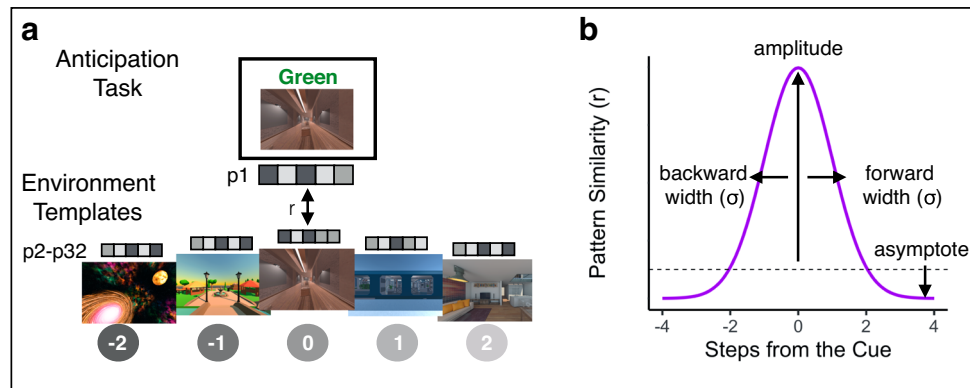 a
Anticipation
Task
Green
p1
r
Environment
Templates
p2-p32
-2
-1
0
1
2
b
amplitude
Pattern Similarity (r)
backward
width (σ)
forward
width (σ)
asymptote
-4
-2
0
2
4
Steps from the Cue